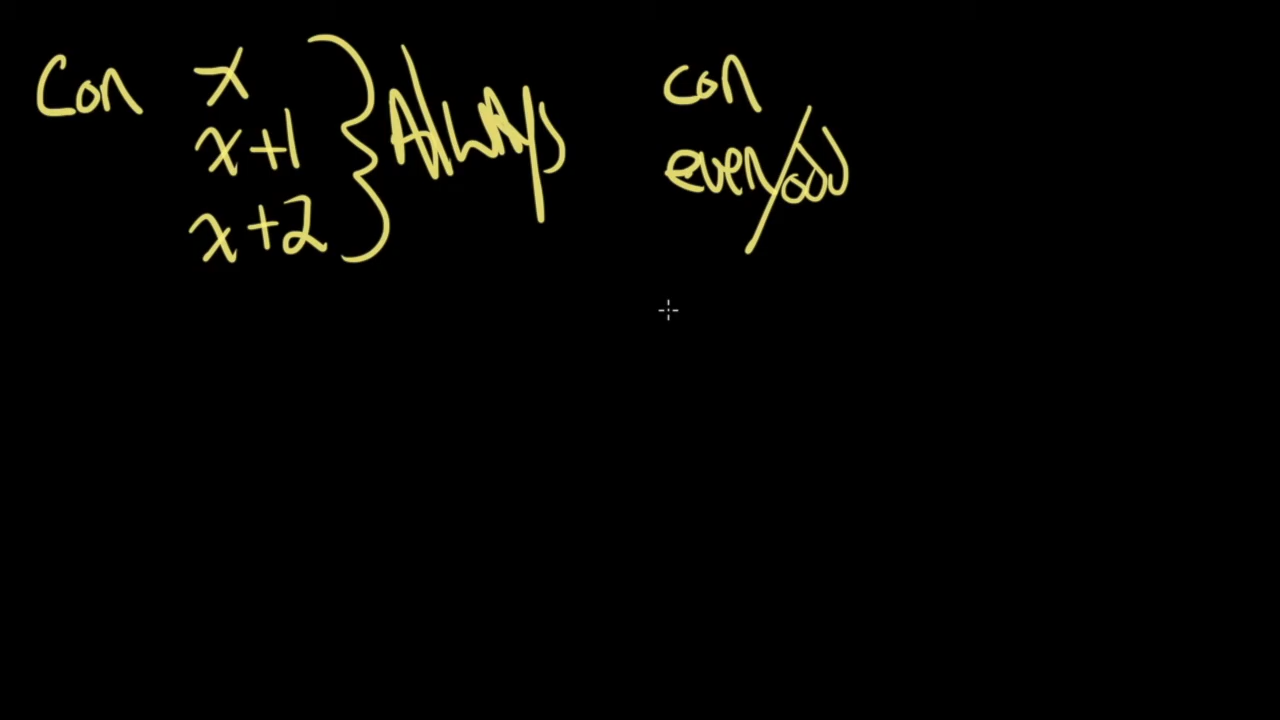 Con x
x+1
x+2
Always
con
even/odd